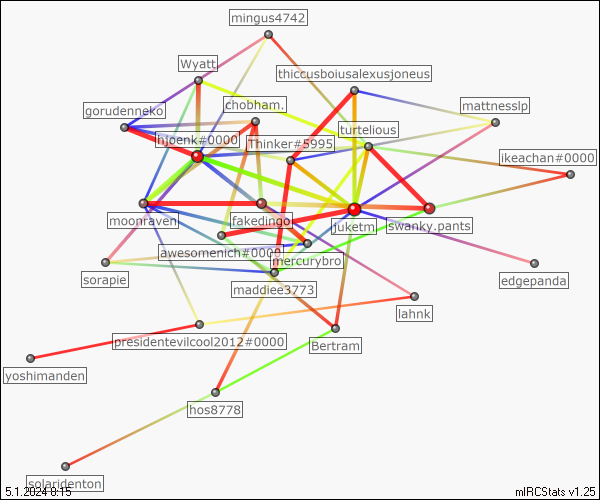 mingus4742
Wyatt
thiccusboiusalexusjoneus
chobham.
mattnesslp
gorudenneko
turtelious
hjoenk#0000
Thinker#5995
ikeachan#0000
moonraven
fakedingo
juketm
swanky.pants
awesomenich#0000
mercurybro
sorapie
edgepanda
maddiee3773
lahnk
presidentevilcool2012#0000
Bertram
yoshimanden
hos8778
solaridenton
5.1.2024 8:15
mIRCStats v1.25